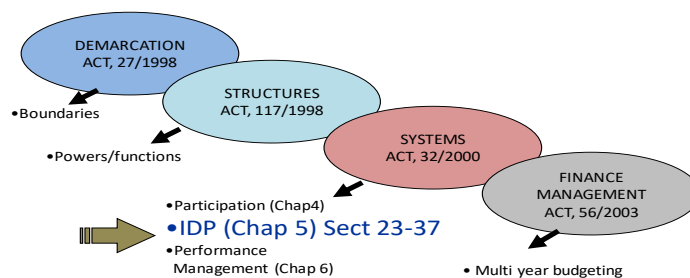 DEMARCATION
ACT, 27/1998
STRUCTURES
ACT, 117/1998
•Boundaries
SYSTEMS
ACT, 32/2000
•Powers/functions
FINANCE
MANAGEMENT
ACT, 56/2003
•Participation (Chap4)
•IDP (Chap 5) Sect 23-37
•Performance
Management (Chap 6)
• Multi year budgeting